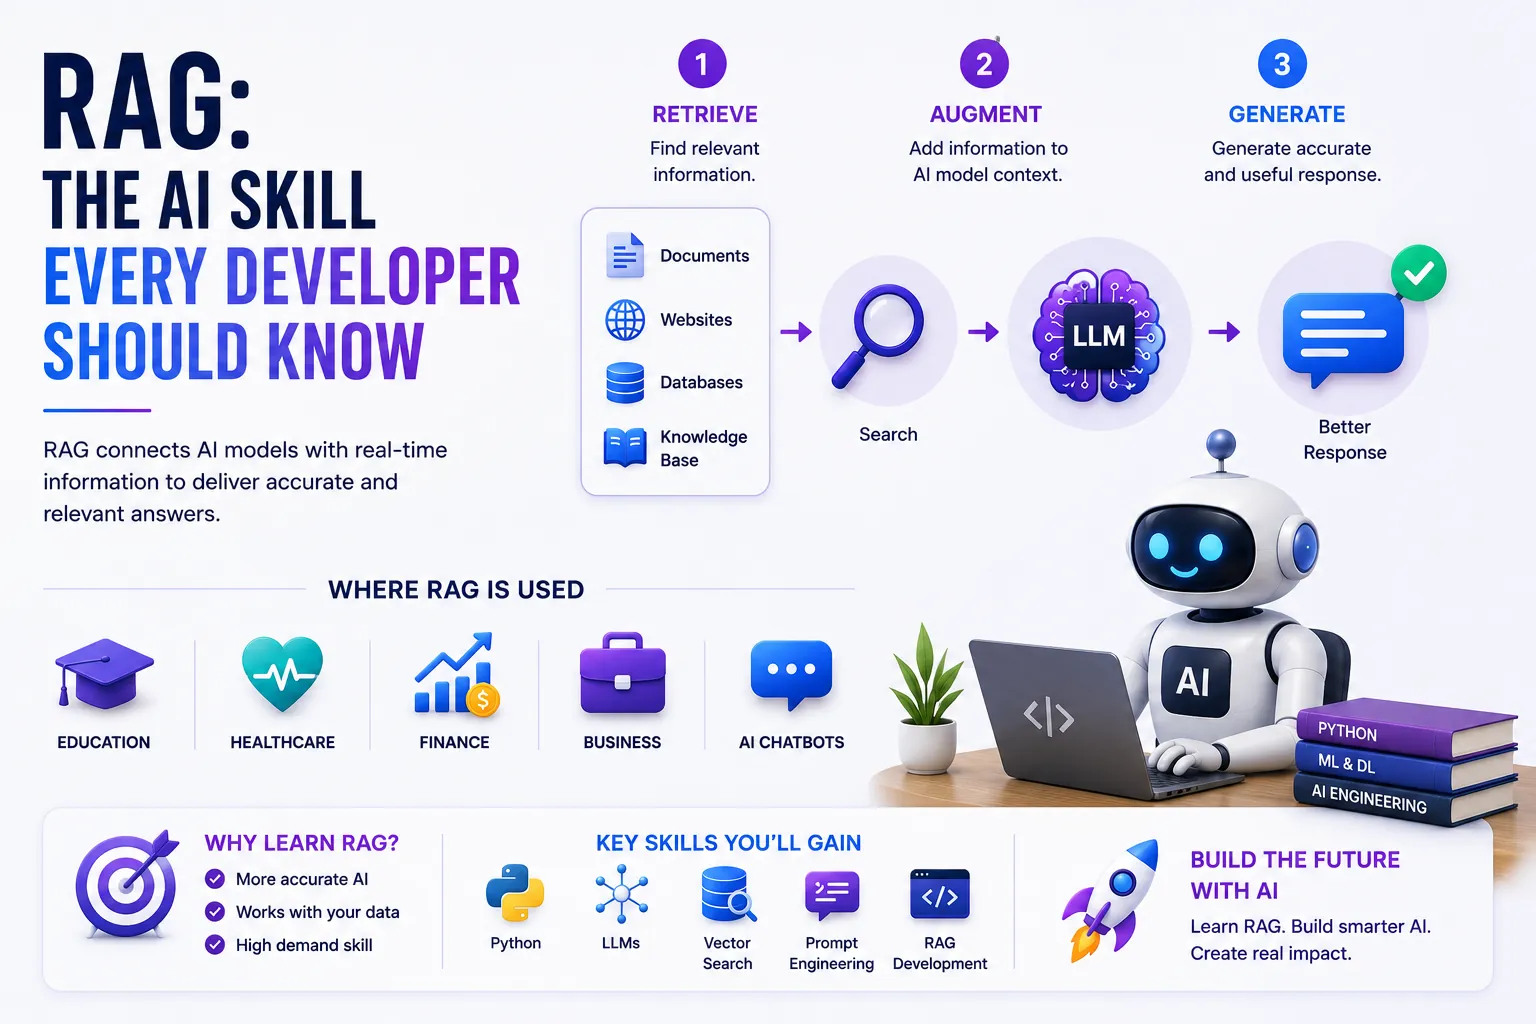 RAG:
THE AI SKILL
EVERY DEVELOPER
SHOULD KNOW
RAG connects AI models with real-time
information to deliver accurate and
relevant answers.
1
RETRIEVE
Find relevant
information.
2
AUGMENT
Add information to
AI model context.
3
GENERATE
Generate accurate
and useful response.
Documents
Websites
Databases
Knowledge
Base
Search
LLM
Better
Response
WHERE RAG IS USED
EDUCATION
HEALTHCARE
$
FINANCE
BUSINESS
AI CHATBOTS
</>
AI
PYTHON
ML & DL
AI ENGINEERING
WHY LEARN RAG?
More accurate AI
Works with your data
High demand skill
KEY SKILLS YOU'LL GAIN
Python
LLMs
Vector
Search
Prompt
Engineering
</>
RAG
Development
BUILD THE FUTURE
WITH AI
Learn RAG. Build smarter AI.
Create real impact.